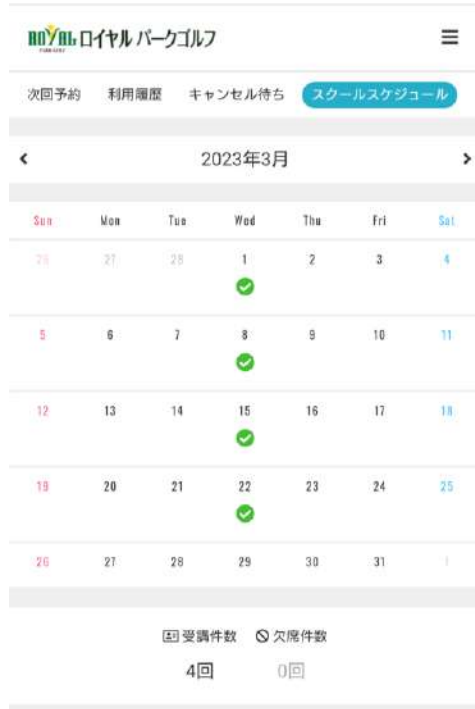 ROYAL ロイヤル パークゴルフ
PARK GOLF
次回予約 利用履歴 キャンセル待ち スクールスケジュール
2023年3月
Sun Mon Tue Wed Thu Fri Sat
26 27 28 1 2 3 4
5 6 7 8 9 10 11
12 13 14 15 16 17 18
19 20 21 22 23 24 25
26 27 28 29 30 31 1
受講件数 欠席件数
4回 0回